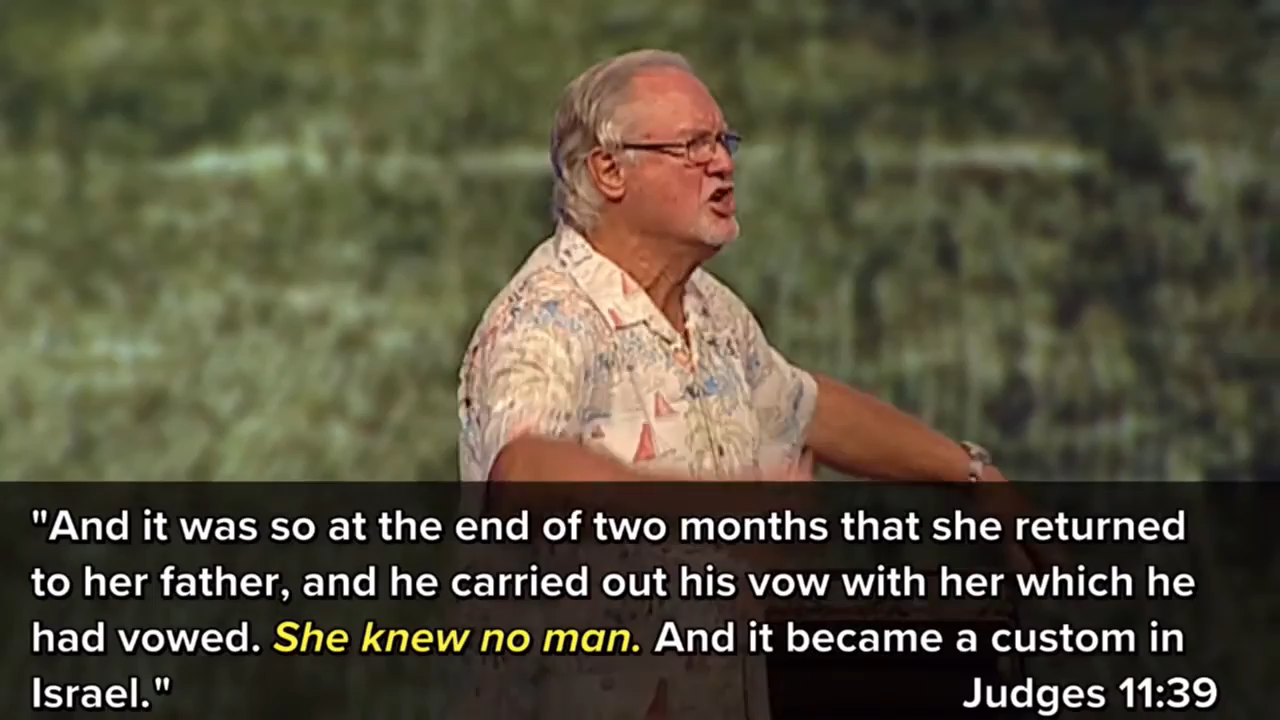 "And it was so at the end of two months that she returned
to her father, and he carried out his vow with her which he
had vowed. She knew no man. And it became a custom in
Israel."
Judges 11:39